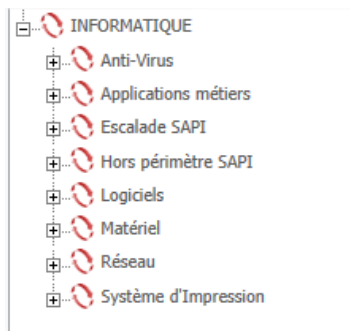 INFORMATIQUE
Anti-Virus
Applications métiers
Escalade SAPI
Hors périmètre SAPI
Logiciels
Matériel
Réseau
Système d'Impression